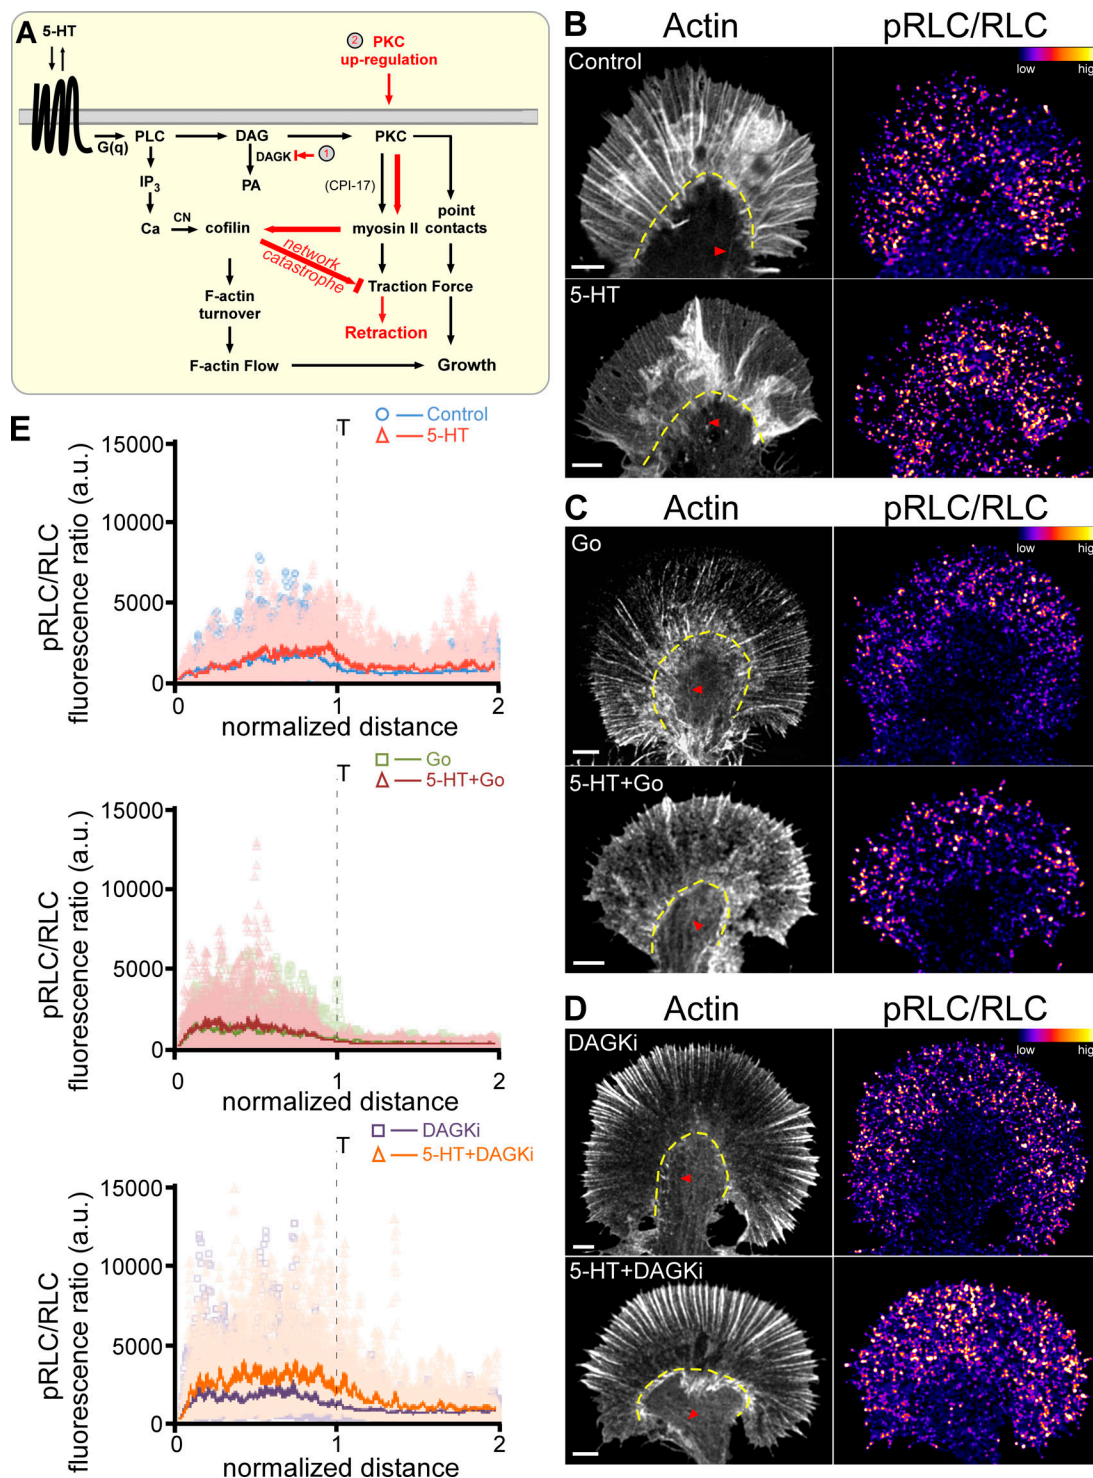 A
5-HT
2 PKC
up-regulation
G(q)
PLC
DAG
PKC
DAGK
1
IP3
PA
(CPI-17)
Ca
CN
cofilin
myosin II
point
contacts
network
catastrophe
Traction Force
F-actin
turnover
Retraction
F-actin Flow
Growth
B
Actin
pRLC/RLC
Control
low
high
5-HT
C
Actin
pRLC/RLC
Go
low
high
5-HT+Go
D
Actin
pRLC/RLC
DAGKi
low
high
5-HT+DAGKi
E
Control
5-HT
T
15000
10000
5000
0
0
1
2
pRLC/RLC
fluorescence ratio (a.u.)
normalized distance
Go
5-HT+Go
T
15000
10000
5000
0
0
1
2
pRLC/RLC
fluorescence ratio (a.u.)
normalized distance
DAGKi
5-HT+DAGKi
T
15000
10000
5000
0
0
1
2
pRLC/RLC
fluorescence ratio (a.u.)
normalized distance